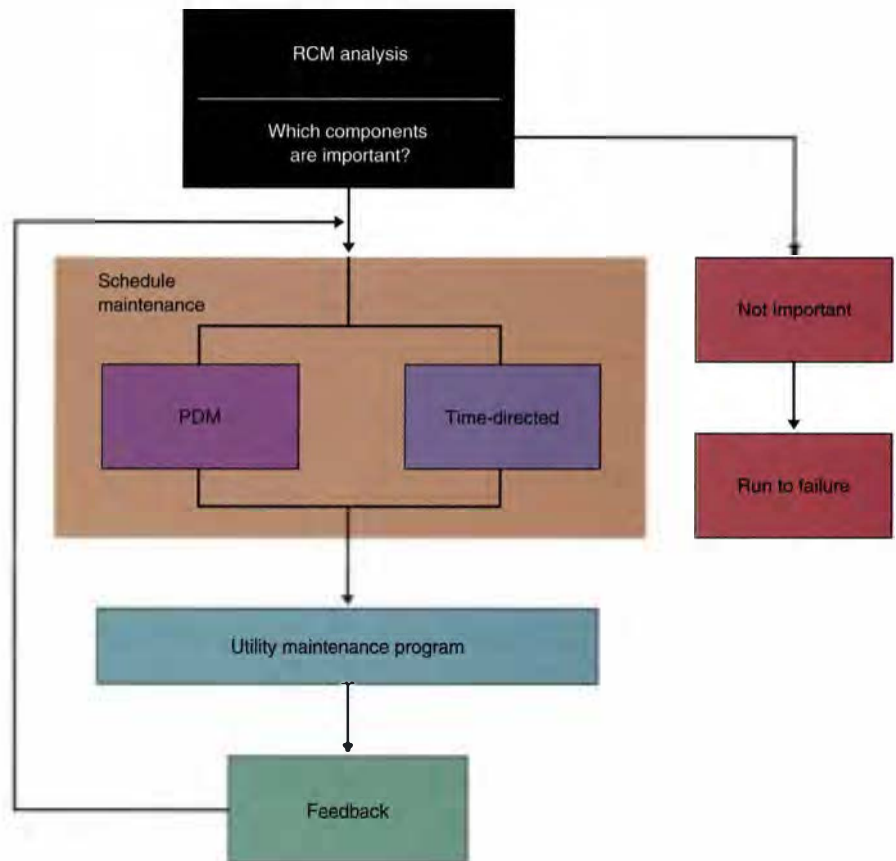 RCM analysis
Which components
are important?
Schedule
maintenance
Not important
PDM
Time-directed
Run to failure
Utility maintenance program
Feedback